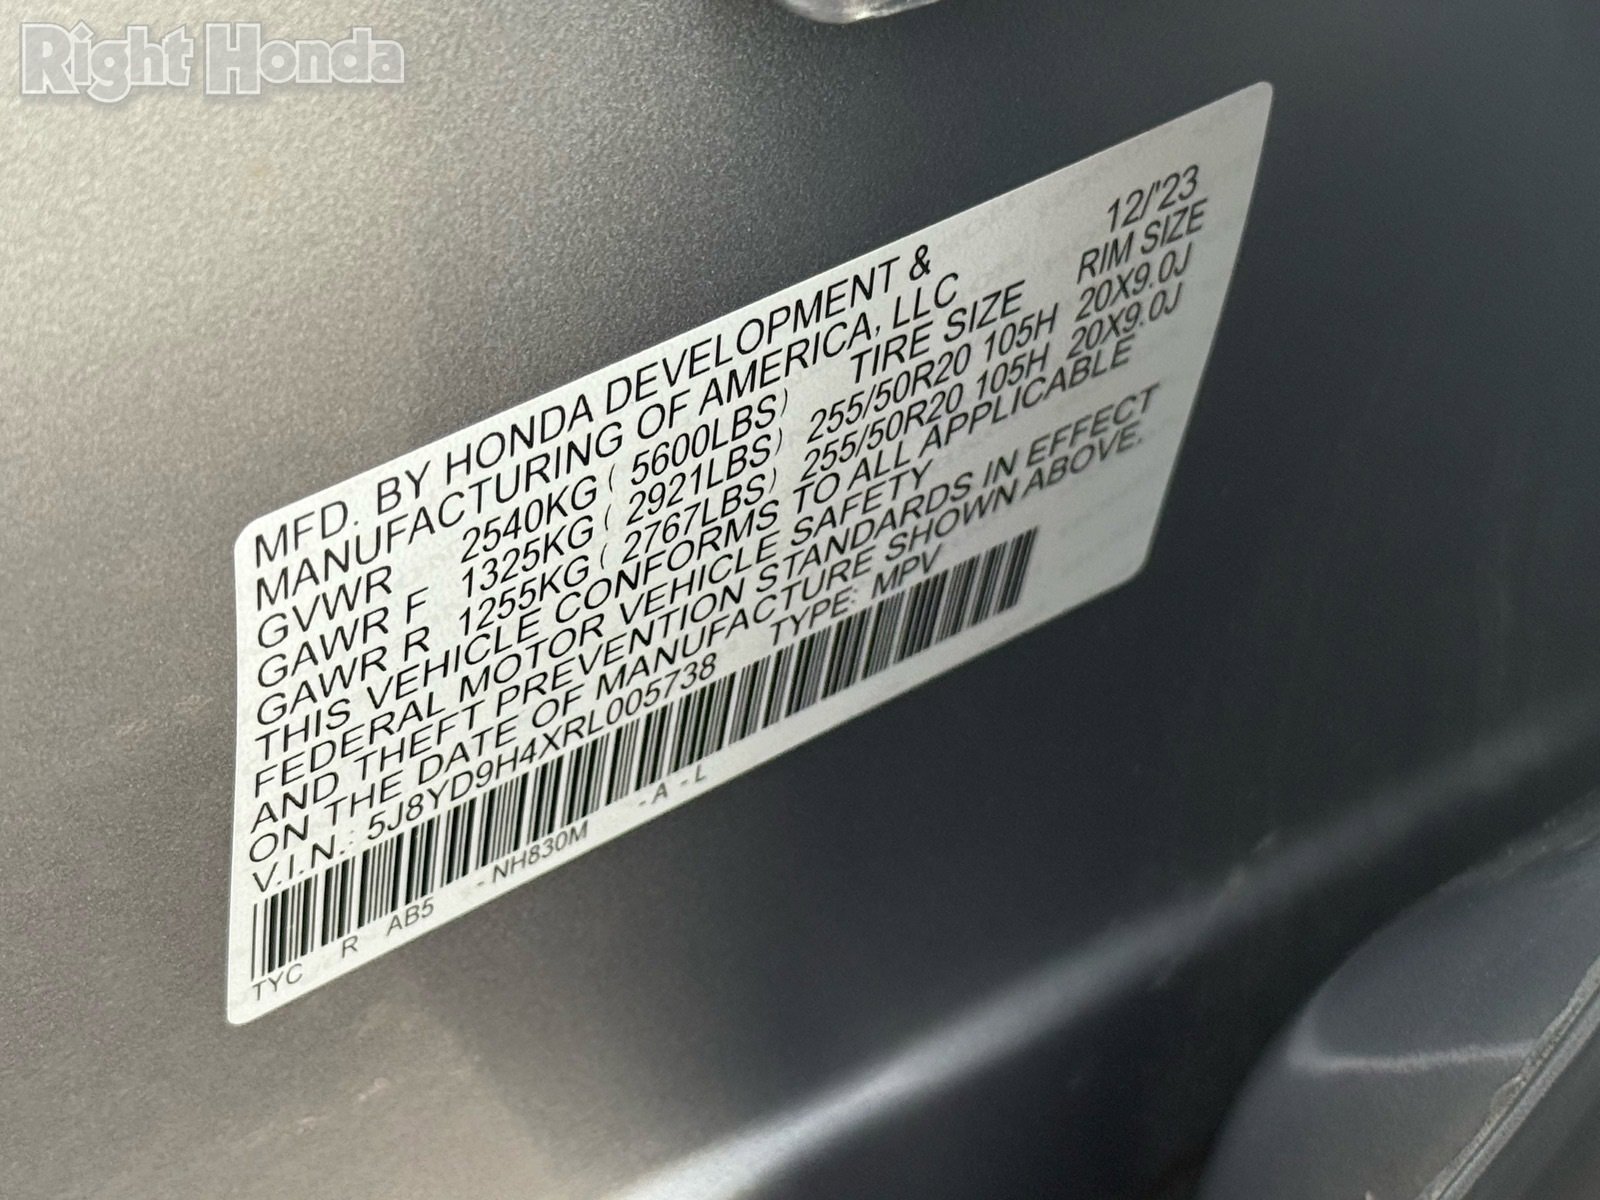 Right Honda
12/'23
MFD. BY HONDA DEVELOPMENT &
MANUFACTURING OF AMERICA, LLC
TIRE SIZE RIM SIZE
GVWR 2540KG ( 5600LBS)
GAWR F 1325KG ( 2921LBS) 255/50R20 105H 20X9.0J
GAWR R 1255KG ( 2767LBS) 255/50R20 105H 20X9.0J
THIS VEHICLE CONFORMS TO ALL APPLICABLE
FEDERAL MOTOR VEHICLE SAFETY
AND THEFT PREVENTION STANDARDS IN EFFECT
ON THE DATE OF MANUFACTURE SHOWN ABOVE.
V.I.N.: 5J8YD9H4XRL005738 TYPE: MPV
TYC R AB5 -NH830M -A -L